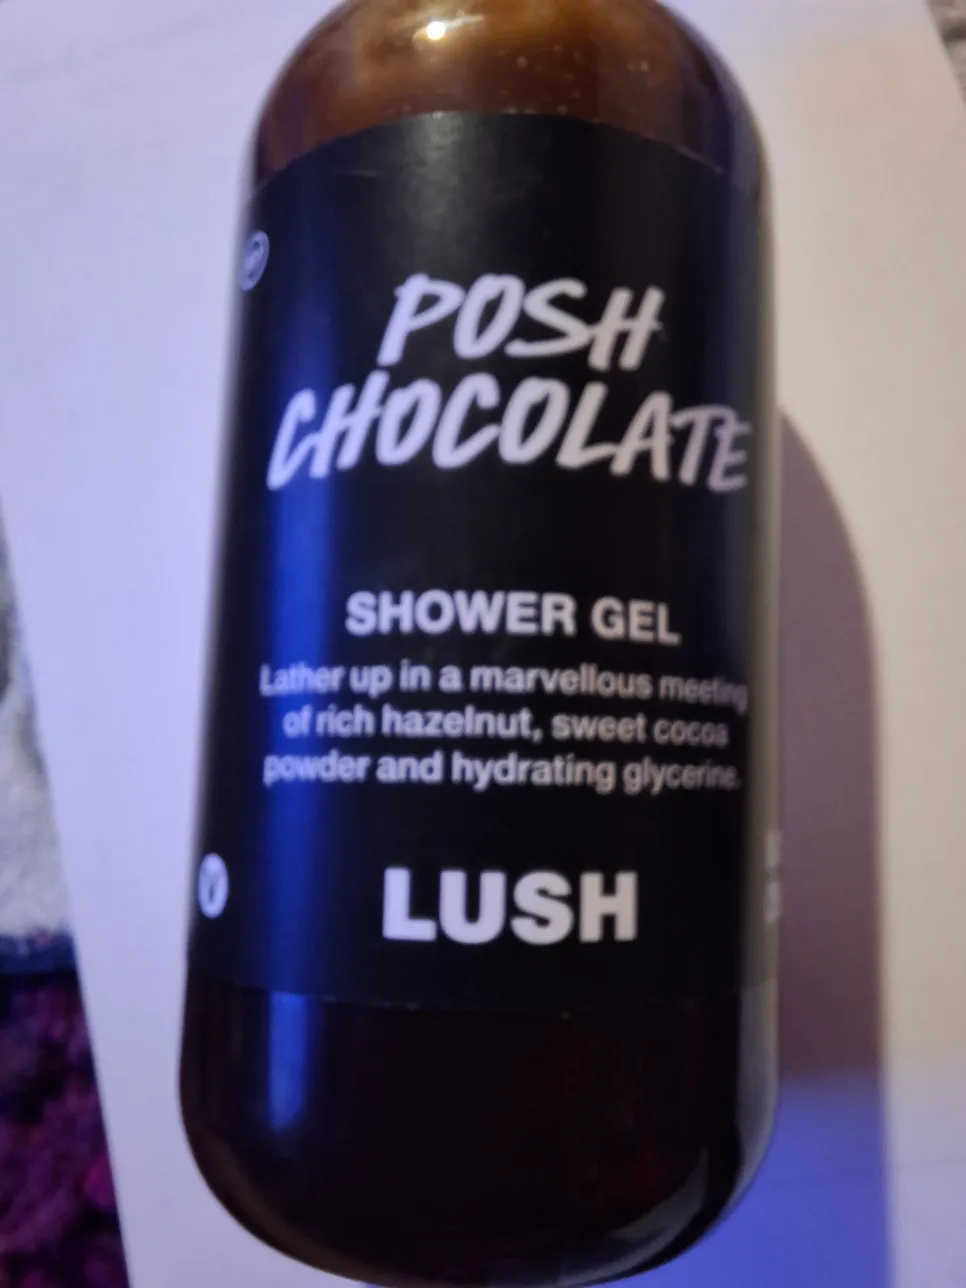 POSH
CHOCOLATE
SHOWER GEL
Lather up in a marvellous meeting
of rich hazelnut, sweet cocoa
powder and hydrating glycerine.
LUSH